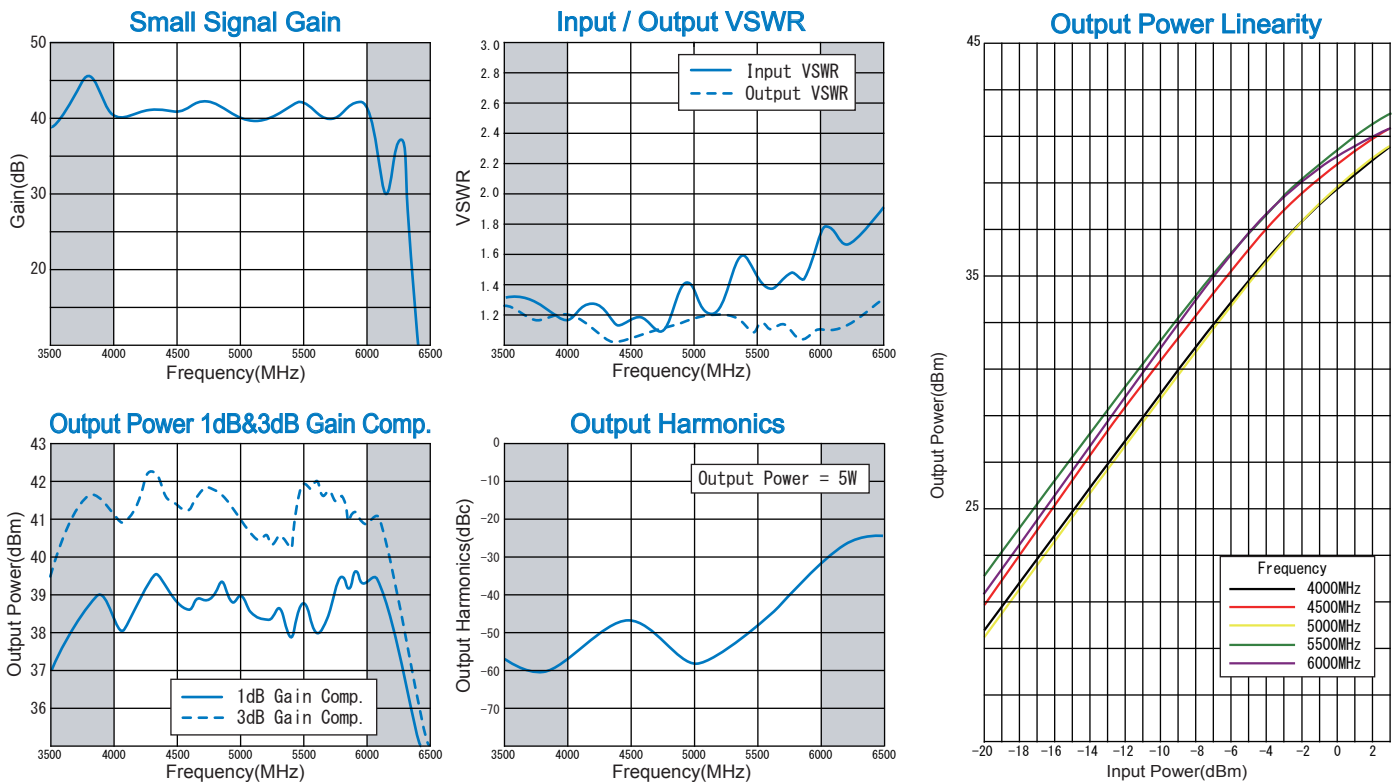 Small Signal Gain
50
40
30
20
Gain(dB)
3500 4000 4500 5000 5500 6000 6500
Frequency(MHz)
Input / Output VSWR
3.0
2.8
2.6
2.4
2.2
2.0
1.8
1.6
1.4
1.2
VSWR
Input VSWR
Output VSWR
3500 4000 4500 5000 5500 6000 6500
Frequency(MHz)
Output Power Linearity
45
35
25
Output Power(dBm)
Frequency
4000MHz
4500MHz
5000MHz
5500MHz
6000MHz
-20 -18 -16 -14 -12 -10 -8 -6 -4 -2 0 2
Input Power(dBm)
Output Power 1dB&3dB Gain Comp.
43
42
41
40
39
38
37
36
Output Power(dBm)
1dB Gain Comp.
3dB Gain Comp.
3500 4000 4500 5000 5500 6000 6500
Frequency(MHz)
Output Harmonics
0
-10
-20
-30
-40
-50
-60
-70
Output Harmonics(dBc)
Output Power = 5W
3500 4000 4500 5000 5500 6000 6500
Frequency(MHz)